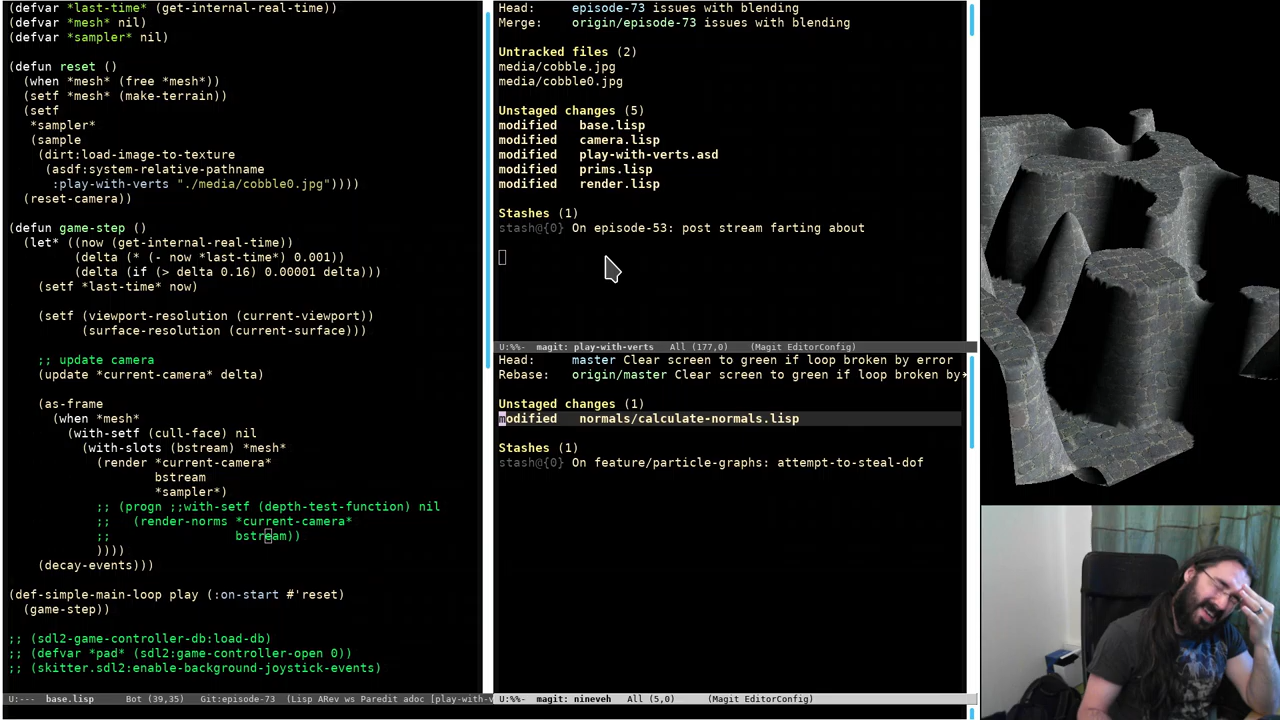 (defvar *last-time* (get-internal-real-time))
(defvar *mesh* nil)
(defvar *sampler* nil)
(defun reset ()
(when *mesh* (free *mesh*))
(setf *mesh* (make-terrain))
(setf
*sampler*
(sample
(dirt:load-image-to-texture
(asdf:system-relative-pathname
:play-with-verts "./media/cobble0.jpg"))))
(reset-camera))
(defun game-step ()
(let* ((now (get-internal-real-time))
(delta (* (- now *last-time*) 0.001))
(delta (if (> delta 0.16) 0.00001 delta)))
(setf *last-time* now)
(setf (viewport-resolution (current-viewport))
(surface-resolution (current-surface)))
;; update camera
(update *current-camera* delta)
(as-frame
(when *mesh*
(with-setf (cull-face) nil
(with-slots (bstream) *mesh*
(render *current-camera*
bstream
*sampler*)
;; (progn ;;with-setf (depth-test-function) nil
;; (render-norms *current-camera*
;; bstream))
))))
(decay-events)))
(def-simple-main-loop play (:on-start #'reset)
(game-step))
;; (sdl2-game-controller-db:load-db)
;; (defvar *pad* (sdl2:game-controller-open 0))
;; (skitter.sdl2:enable-background-joystick-events)
U:--- base.lisp Bot (39,35) Git:episode-73 (Lisp ARev ws Paredit adoc [play-with-v
Head: episode-73 issues with blending
Merge: origin/episode-73 issues with blending
Untracked files (2)
media/cobble.jpg
media/cobble0.jpg
Unstaged changes (5)
modified base.lisp
modified camera.lisp
modified play-with-verts.asd
modified prims.lisp
modified render.lisp
Stashes (1)
stash@{0} On episode-53: post stream farting about
U:%%- magit: play-with-verts All (177,0) (Magit EditorConfig)
Head: master Clear screen to green if loop broken by error
Rebase: origin/master Clear screen to green if loop broken by
Unstaged changes (1)
modified normals/calculate-normals.lisp
Stashes (1)
stash@{0} On feature/particle-graphs: attempt-to-steal-dof
U:%%- magit: nineveh All (5,0) (Magit EditorConfig)